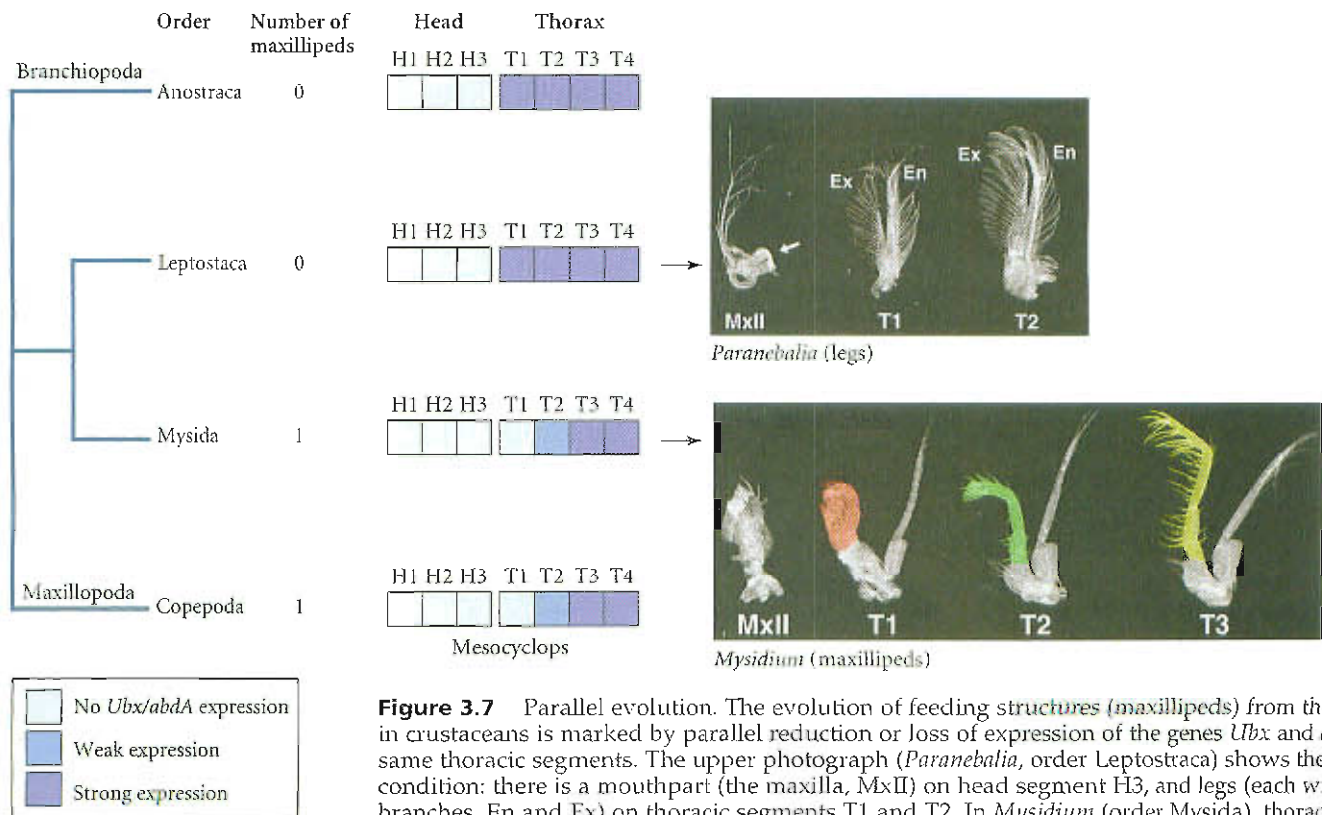 Order Number of maxillipeds Head Thorax
H1 H2 H3 T1 T2 T3 T4
Branchiopoda
Anostraca 0
H1 H2 H3 T1 T2 T3 T4
Leptostaca 0
Ex En Ex En
MxII T1 T2
Paranebalia (legs)
H1 H2 H3 T1 T2 T3 T4
Mysida 1
H1 H2 H3 T1 T2 T3 T4
Maxillopoda
Copepoda 1
Mesocyclops
MxII T1 T2 T3
Mysidium (maxillipeds)
No Ubx/abdA expression
Weak expression
Strong expression
Figure 3.7 Parallel evolution. The evolution of feeding structures (maxillipeds) from
in crustaceans is marked by parallel reduction or loss of expression of the genes Ubx and
same thoracic segments. The upper photograph (Paranebalia, order Leptostraca) shows
condition: there is a mouthpart (the maxilla, MxII) on head segment H3, and legs (each
branches, En and Ex) on thoracic segments T1 and T2. In Mysidium (order Mysida),